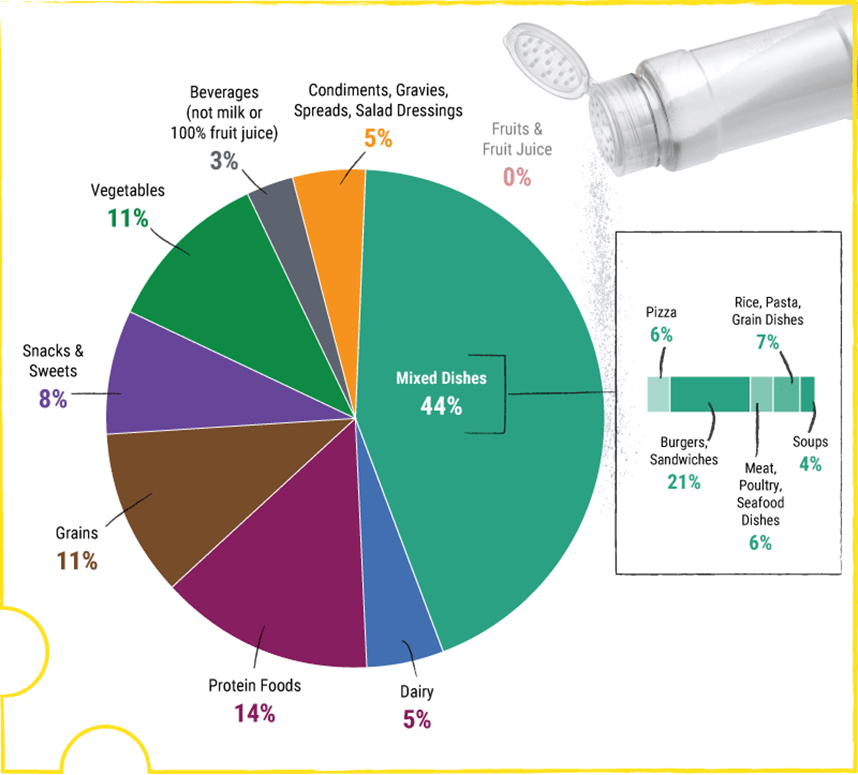 Beverages
(not milk or
100% fruit juice)
3%
Condiments, Gravies,
Spreads, Salad Dressings
5%
Fruits &
Fruit Juice
0%
Vegetables
11%
Snacks &
Sweets
8%
Mixed Dishes
44%
Pizza
6%
Rice, Pasta,
Grain Dishes
7%
Burgers,
Sandwiches
21%
Meat,
Poultry,
Seafood
Dishes
6%
Soups
4%
Grains
11%
Protein Foods
14%
Dairy
5%